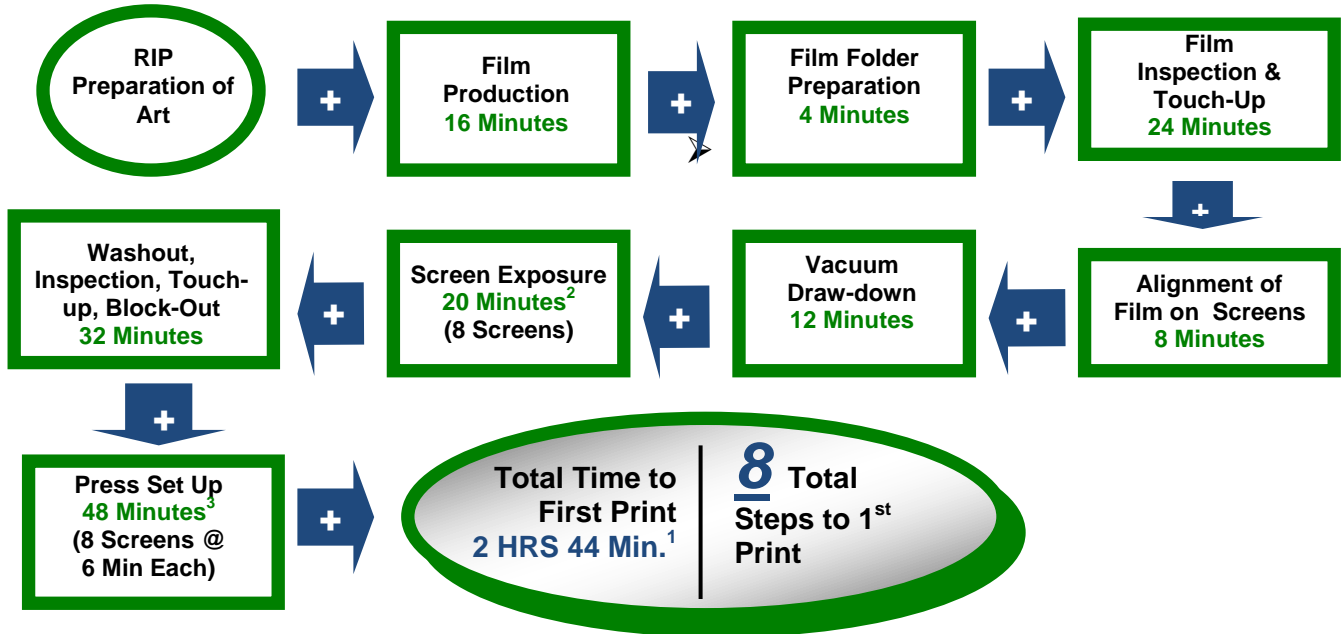 RIP
Preparation of
Art
+
Film
Production
16 Minutes
+
Film Folder
Preparation
4 Minutes
+
Film
Inspection &
Touch-Up
24 Minutes
+
Alignment of
Film on Screens
8 Minutes
+
Vacuum
Draw-down
12 Minutes
+
Screen Exposure
20 Minutes²
(8 Screens)
+
Washout,
Inspection, Touch-
up, Block-Out
32 Minutes
+
Press Set Up
48 Minutes³
(8 Screens @
6 Min Each)
+
Total Time to
First Print
2 HRS 44 Min.¹
8 Total
Steps to 1st
Print